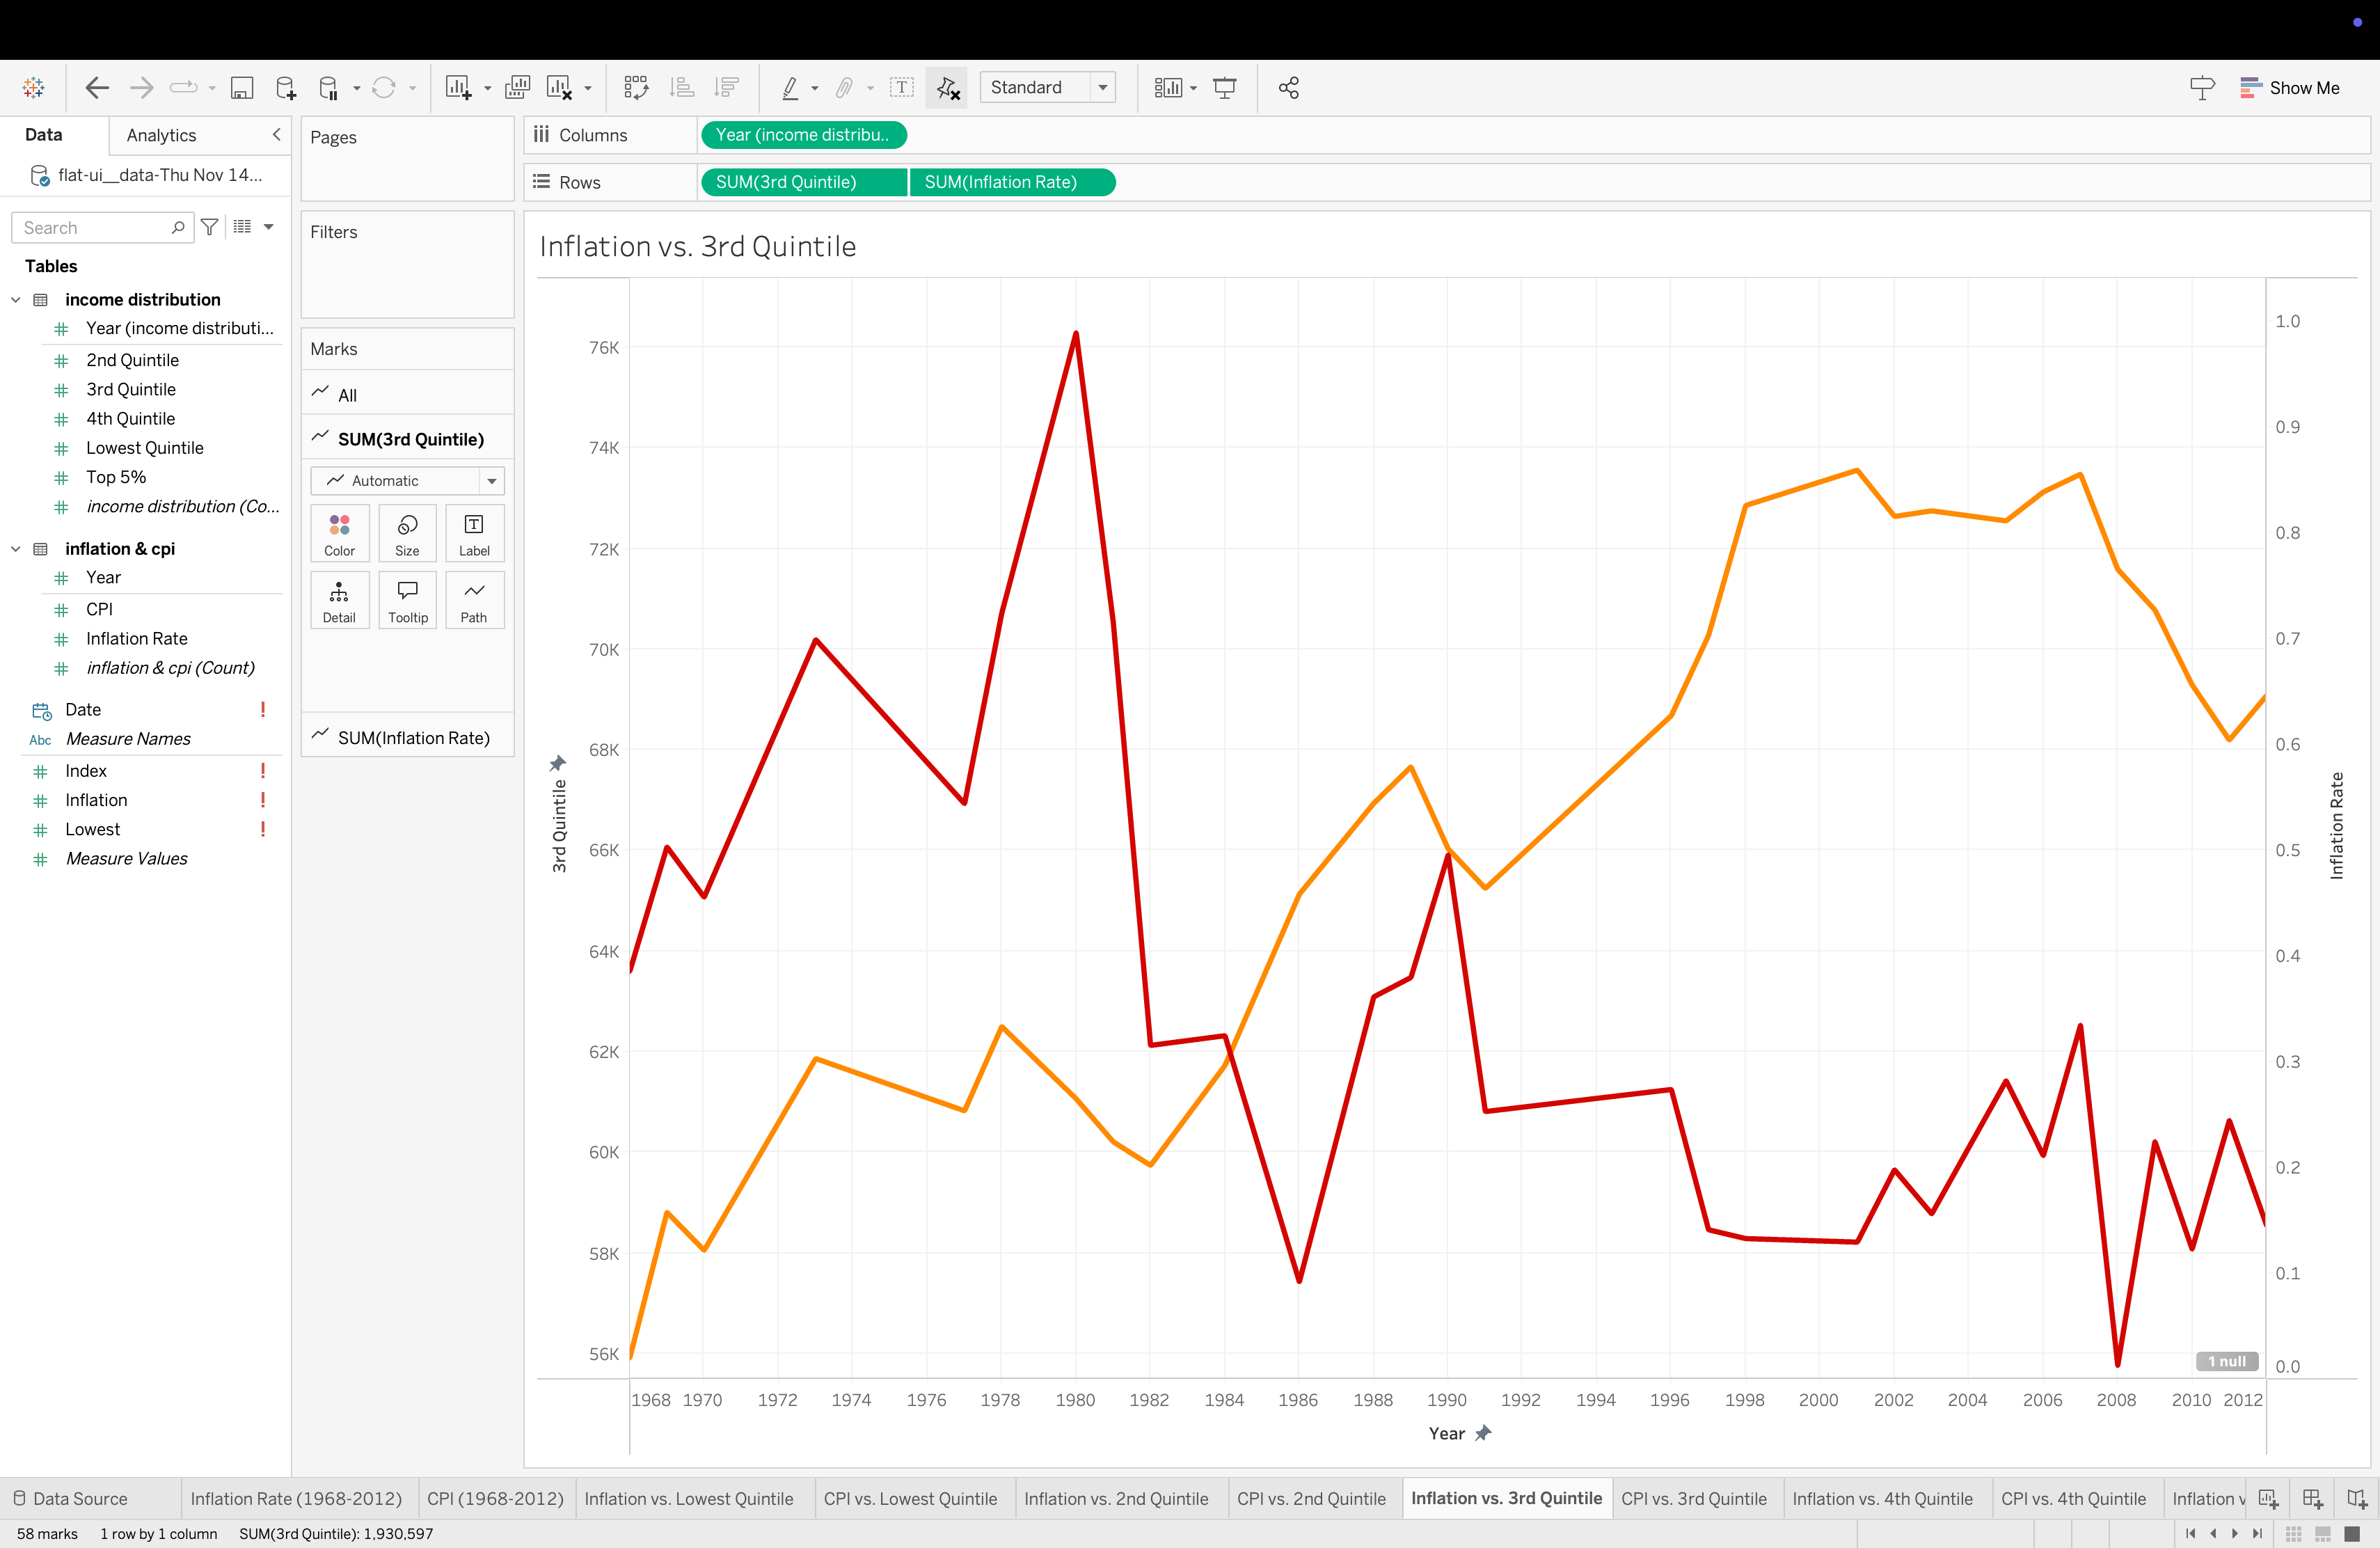 Standard
Show Me
Data
Analytics
flat-ui__data-Thu Nov 14...
Search
Tables
income distribution
Year (income distributi...
2nd Quintile
3rd Quintile
4th Quintile
Lowest Quintile
Top 5%
income distribution (Co...
inflation & cpi
Year
CPI
Inflation Rate
inflation & cpi (Count)
Date !
Abc Measure Names
Index !
Inflation !
Lowest !
Measure Values
Pages
Filters
Marks
All
SUM(3rd Quintile)
Automatic
Color Size Label
Detail Tooltip Path
SUM(Inflation Rate)
Columns Year (income distribu..
Rows SUM(3rd Quintile) SUM(Inflation Rate)
Inflation vs. 3rd Quintile
3rd Quintile
76K
74K
72K
70K
68K
66K
64K
62K
60K
58K
56K
1.0
0.9
0.8
0.7
0.6
0.5
0.4
0.3
0.2
0.1
0.0
Inflation Rate
1 null
1968 1970 1972 1974 1976 1978 1980 1982 1984 1986 1988 1990 1992 1994 1996 1998 2000 2002 2004 2006 2008 2010 2012
Year
Data Source Inflation Rate (1968-2012) CPI (1968-2012) Inflation vs. Lowest Quintile CPI vs. Lowest Quintile Inflation vs. 2nd Quintile CPI vs. 2nd Quintile Inflation vs. 3rd Quintile CPI vs. 3rd Quintile Inflation vs. 4th Quintile CPI vs. 4th Quintile Inflation v
58 marks 1 row by 1 column SUM(3rd Quintile): 1,930,597